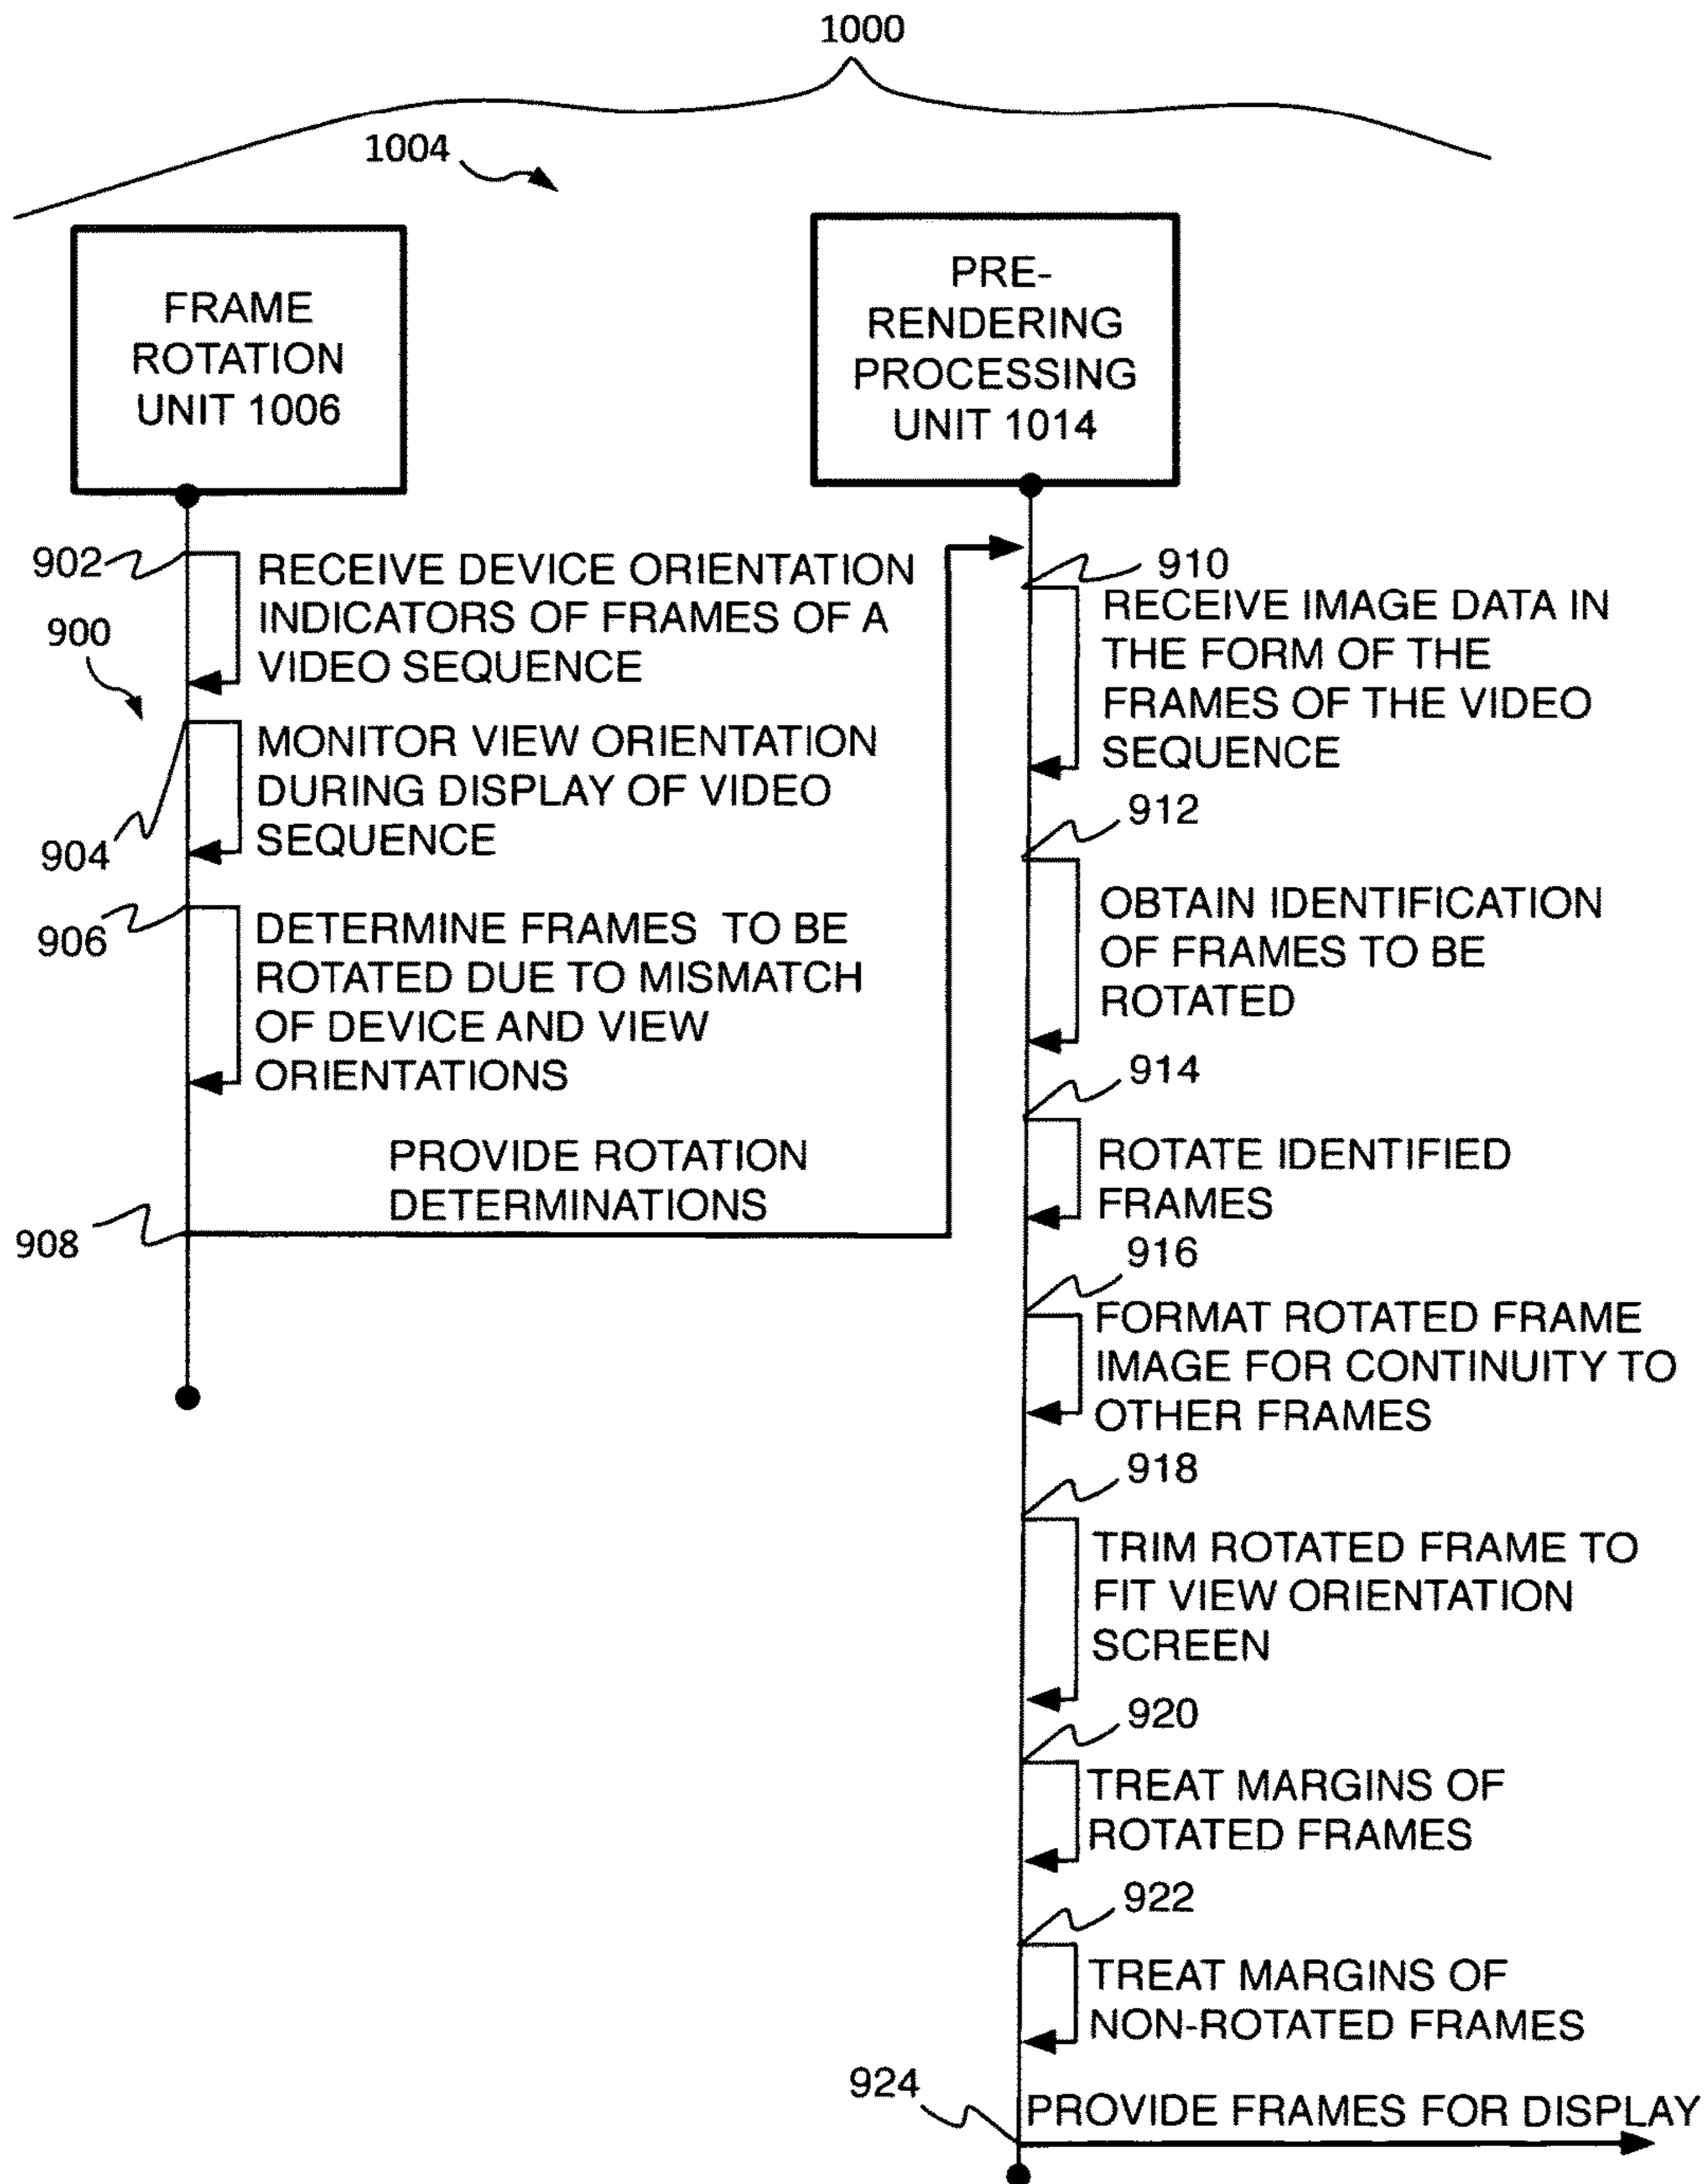 1000
1004
FRAME
ROTATION
UNIT 1006
PRE-
RENDERING
PROCESSING
UNIT 1014
902
RECEIVE DEVICE ORIENTATION
INDICATORS OF FRAMES OF A
VIDEO SEQUENCE
900
904
MONITOR VIEW ORIENTATION
DURING DISPLAY OF VIDEO
SEQUENCE
906
DETERMINE FRAMES TO BE
ROTATED DUE TO MISMATCH
OF DEVICE AND VIEW
ORIENTATIONS
PROVIDE ROTATION
DETERMINATIONS
908
910
RECEIVE IMAGE DATA IN
THE FORM OF THE
FRAMES OF THE VIDEO
SEQUENCE
912
OBTAIN IDENTIFICATION
OF FRAMES TO BE
ROTATED
914
ROTATE IDENTIFIED
FRAMES
916
FORMAT ROTATED FRAME
IMAGE FOR CONTINUITY TO
OTHER FRAMES
918
TRIM ROTATED FRAME TO
FIT VIEW ORIENTATION
SCREEN
920
TREAT MARGINS OF
ROTATED FRAMES
922
TREAT MARGINS OF
NON-ROTATED FRAMES
924
PROVIDE FRAMES FOR DISPLAY